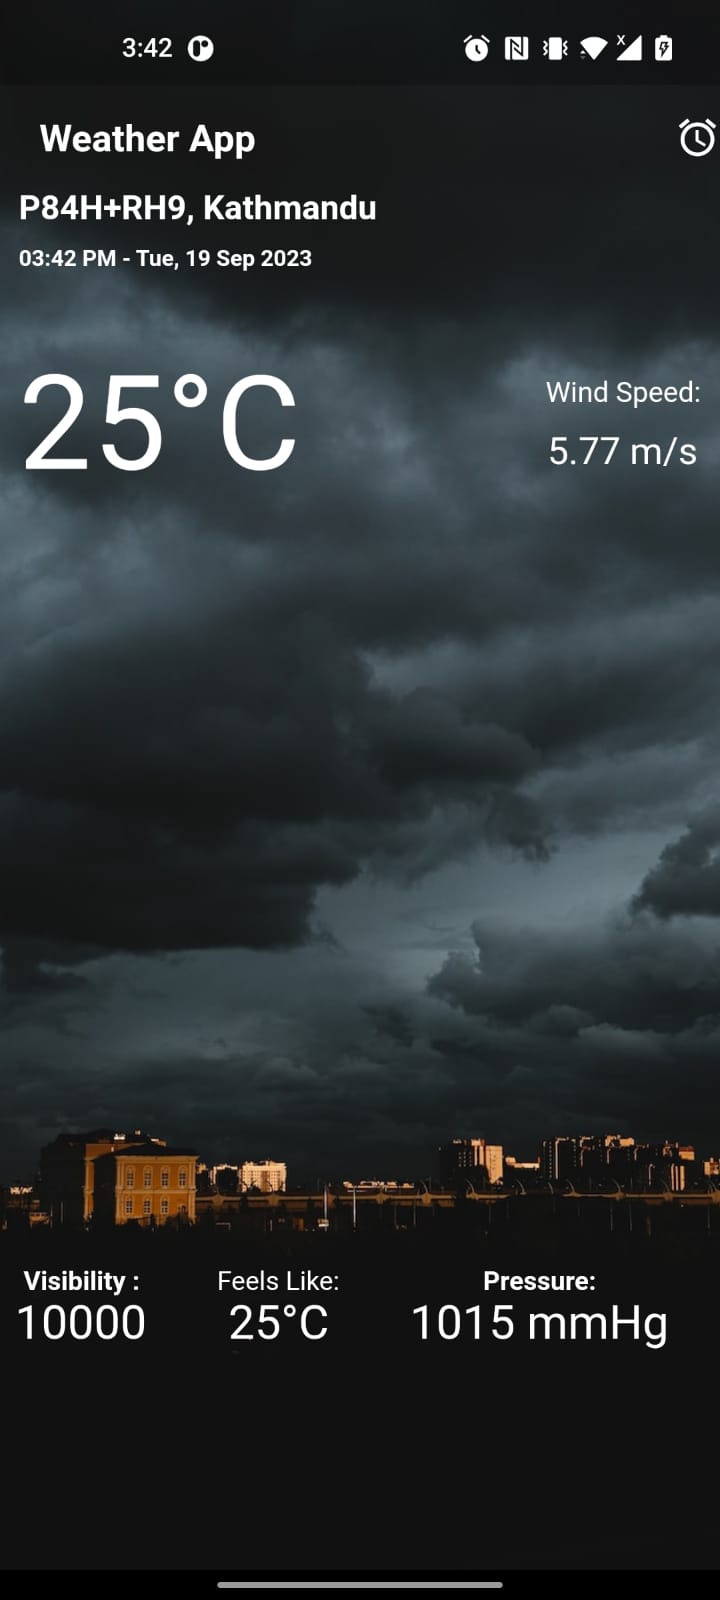 3:42
Weather App
P84H+RH9, Kathmandu
03:42 PM - Tue, 19 Sep 2023
25°C
Wind Speed:
5.77 m/s
Visibility :
10000
Feels Like:
25°C
Pressure:
1015 mmHg